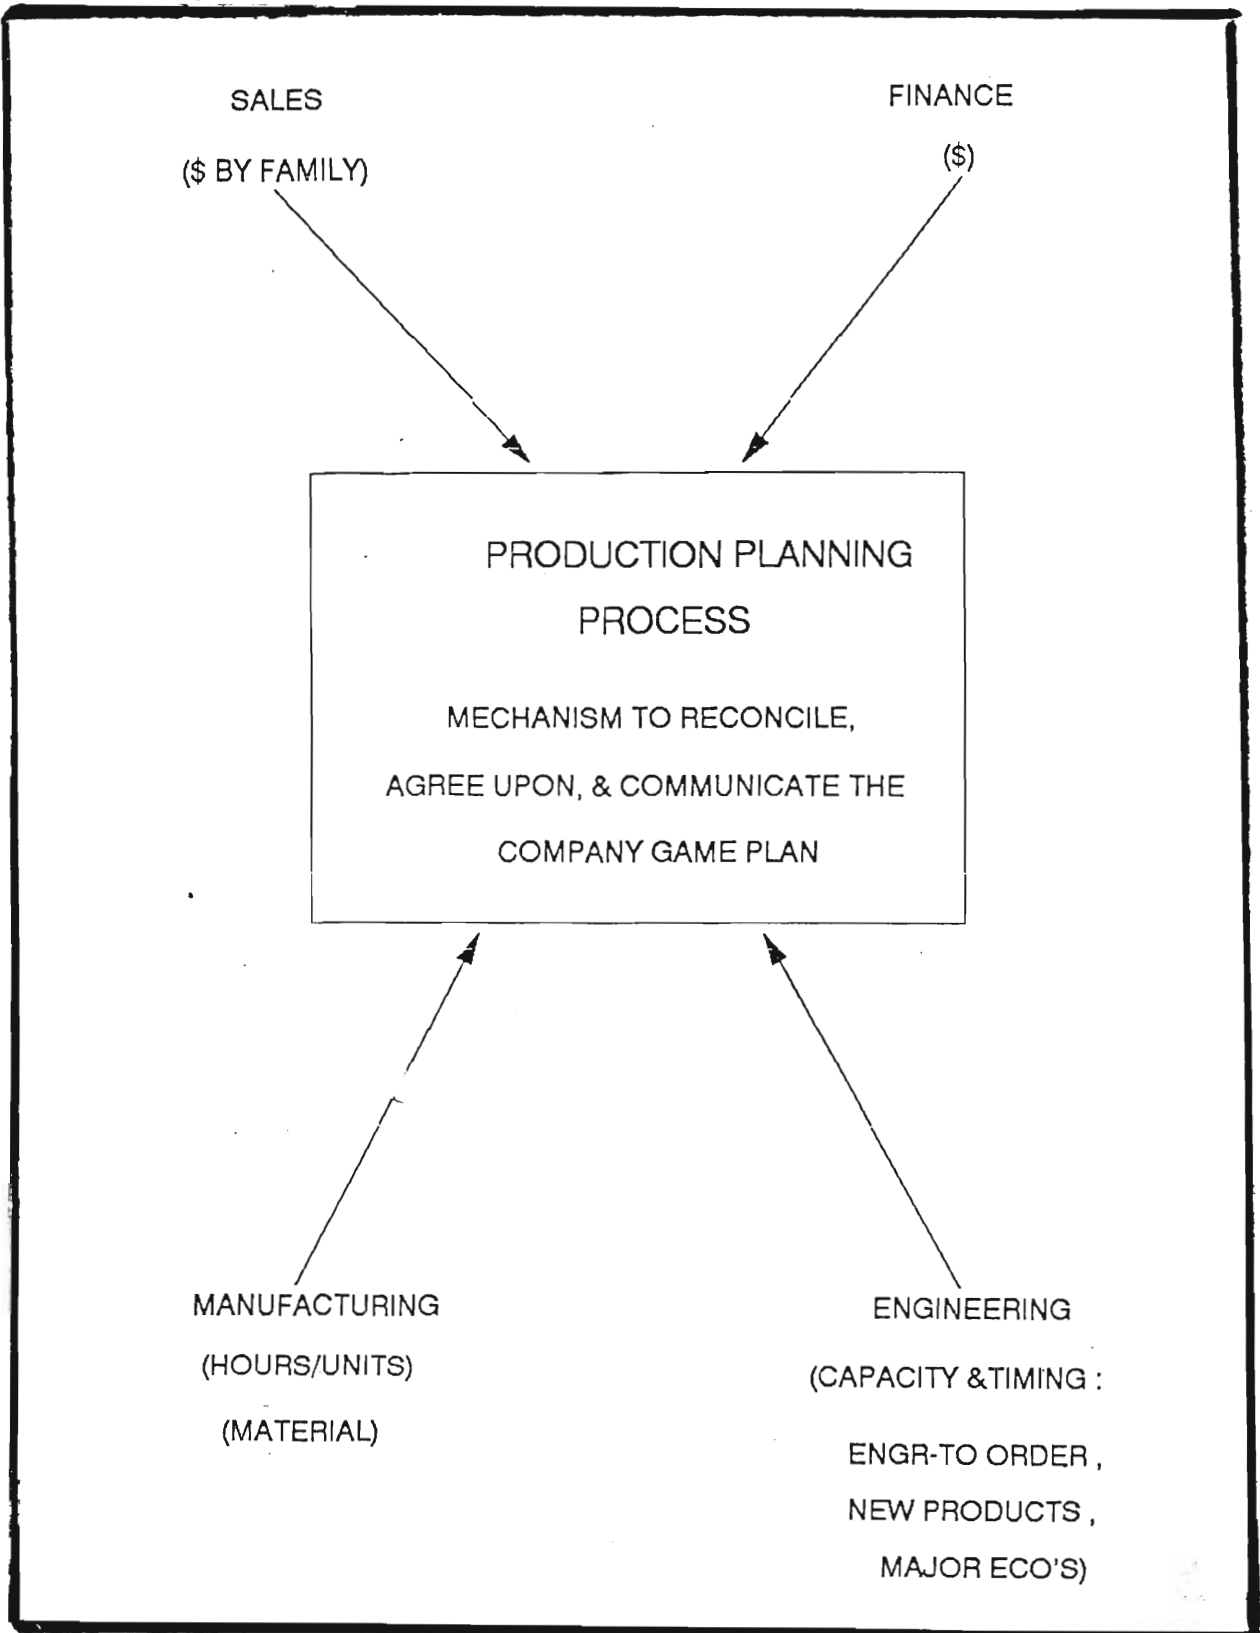 SALES
($ BY FAMILY)
FINANCE
($)
PRODUCTION PLANNING
PROCESS
MECHANISM TO RECONCILE,
AGREE UPON, & COMMUNICATE THE
COMPANY GAME PLAN
MANUFACTURING
(HOURS/UNITS)
(MATERIAL)
ENGINEERING
(CAPACITY &TIMING :
ENGR-TO ORDER ,
NEW PRODUCTS ,
MAJOR ECO'S)